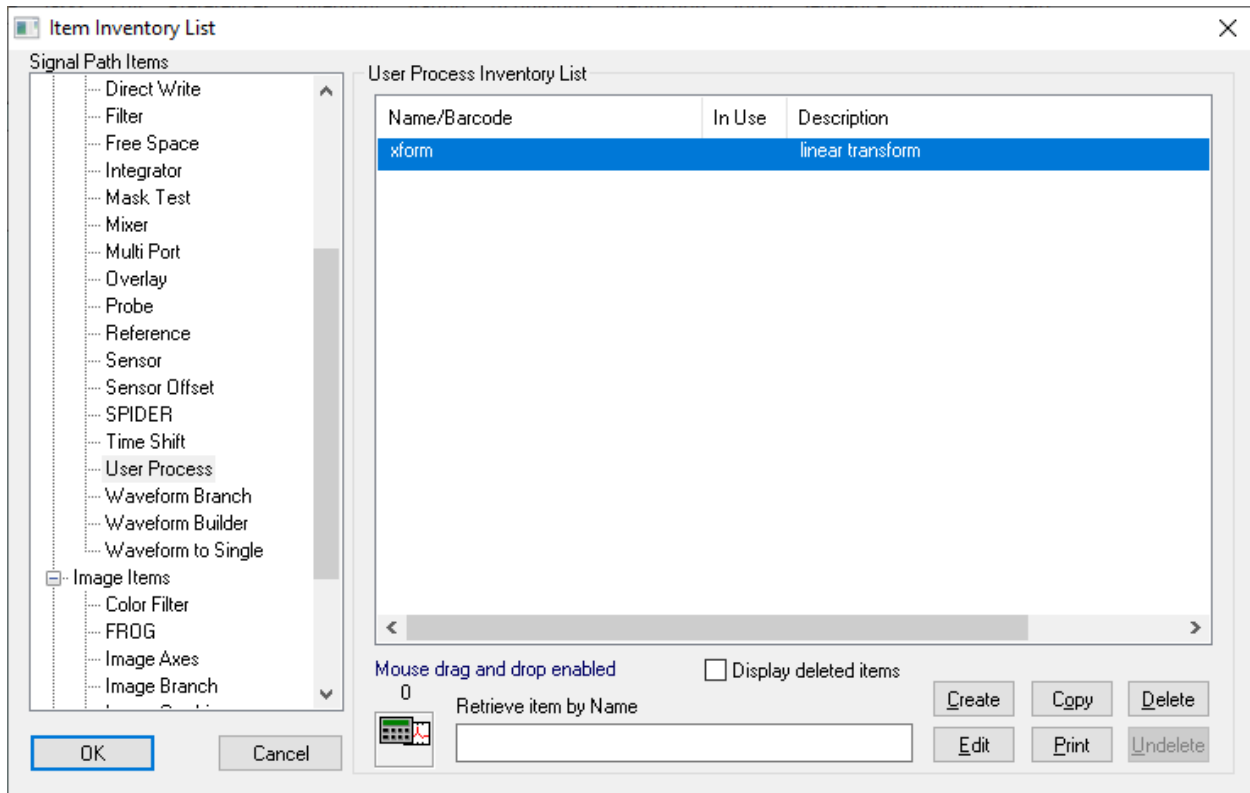 Item Inventory List
Signal Path Items
Direct Write
Filter
Free Space
Integrator
Mask Test
Mixer
Multi Port
Overlay
Probe
Reference
Sensor
Sensor Offset
SPIDER
Time Shift
User Process
Waveform Branch
Waveform Builder
Waveform to Single
Image Items
Color Filter
FROG
Image Axes
Image Branch
OK Cancel
User Process Inventory List
Name/Barcode In Use Description
xform linear transform
Mouse drag and drop enabled
Display deleted items
0
Retrieve item by Name
Create Copy Delete
Edit Print Undelete